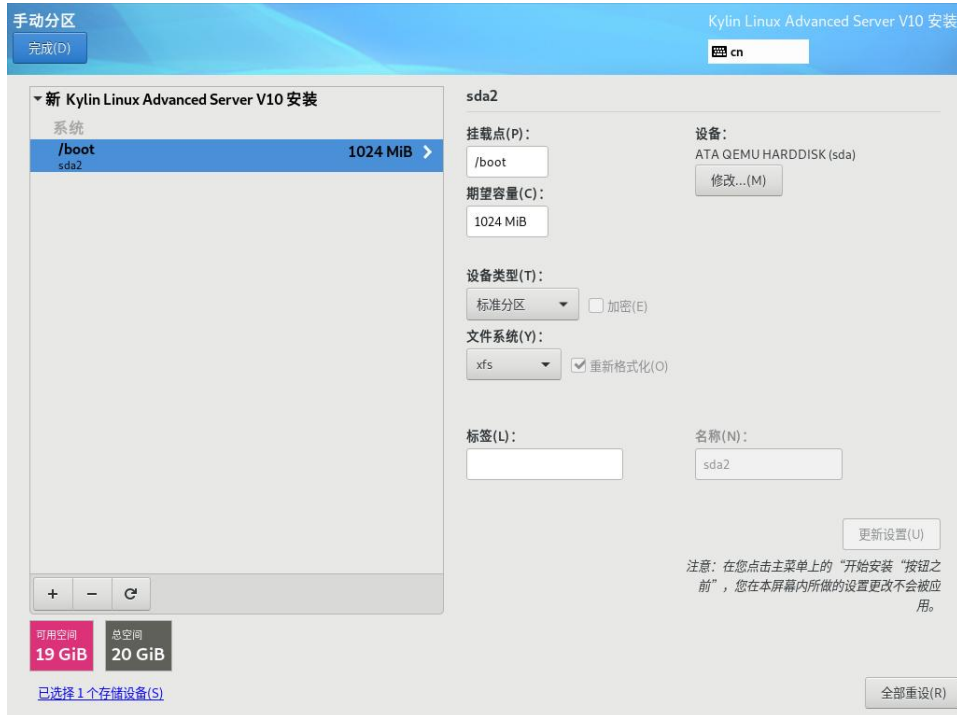 手动分区
Kylin Linux Advanced Server V10 安装
完成(D)
cn
新 Kylin Linux Advanced Server V10 安装
系统
/boot
1024 MiB
sda2
sda2
挂载点(P)：
/boot
期望容量(C)：
1024 MiB
设备：
ATA QEMU HARDDISK (sda)
修改...(M)
设备类型(T)：
标准分区
加密(E)
文件系统(Y)：
xfs
重新格式化(O)
标签(L)：
名称(N)：
sda2
更新设置(U)
注意：在您点击主菜单上的“开始安装“按钮之
前”，您在本屏幕内所做的设置更改不会被应
用。
+
−
可用空间
19 GiB
总空间
20 GiB
已选择 1 个存储设备(S)
全部重设(R)